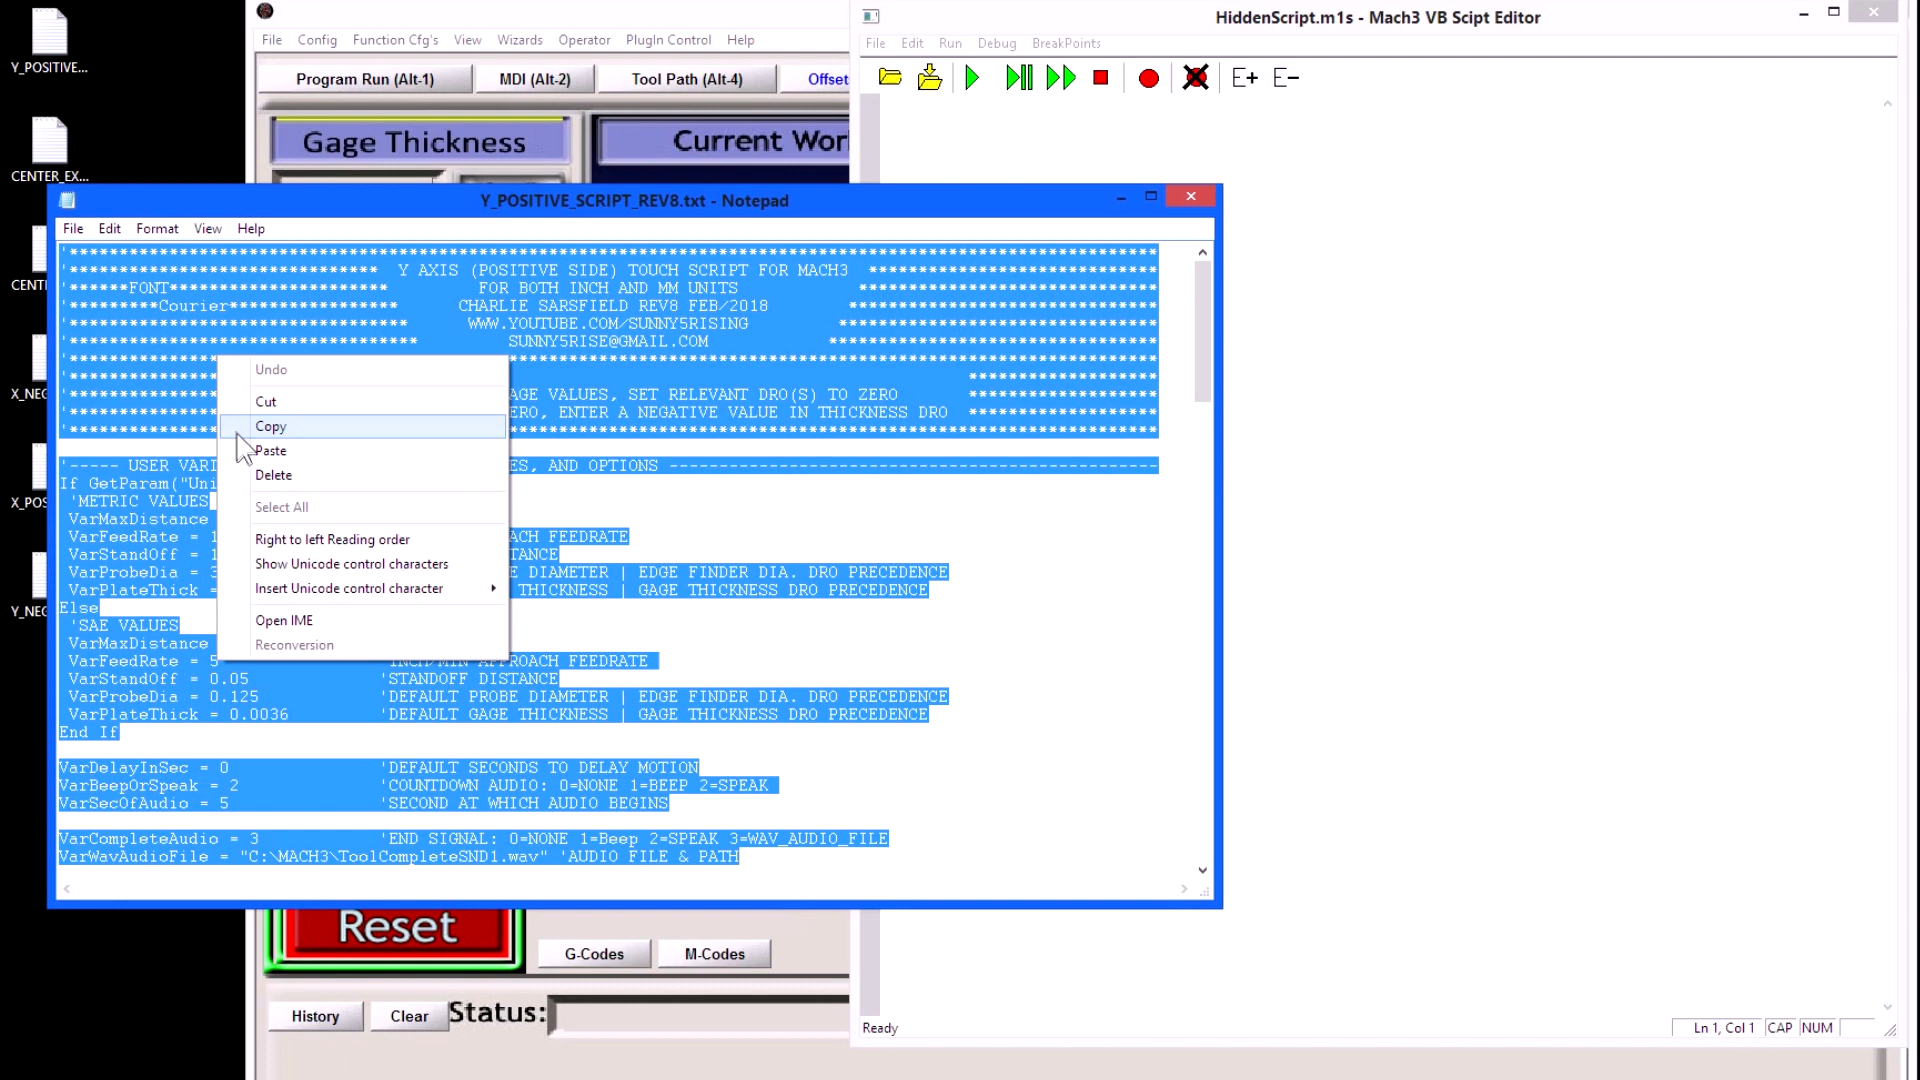 Y_POSITIVE...
CENTER_EX...
CENTI
X_NEG
X_POS
Y_NEG
File Config Function Cfg's View Wizards Operator PlugIn Control Help
Program Run (Alt-1) MDI (Alt-2) Tool Path (Alt-4) Offset
Gage Thickness
Current Wor
HiddenScript.m1s - Mach3 VB Scipt Editor
File Edit Run Debug BreakPoints
E+ E-
Y_POSITIVE_SCRIPT_REV8.txt - Notepad
File Edit Format View Help
Y AXIS (POSITIVE SIDE) TOUCH SCRIPT FOR MACH3
'******FONT********************** FOR BOTH INCH AND MM UNITS
'*********Courier***************** CHARLIE SARSFIELD REV8 FEB/2018
WWW.YOUTUBE.COM/SUNNY5RISING
SUNNY5RISE@GMAIL.COM
AGE VALUES, SET RELEVANT DRO(S) TO ZERO
ERO, ENTER A NEGATIVE VALUE IN THICKNESS DRO
'----- USER VARI ES, AND OPTIONS
If GetParam("Uni
'METRIC VALUES
VarMaxDistance
VarFeedRate = 1 ACH FEEDRATE
VarStandOff = 1 TANCE
VarProbeDia = 3 E DIAMETER | EDGE FINDER DIA. DRO PRECEDENCE
VarPlateThick = THICKNESS | GAGE THICKNESS DRO PRECEDENCE
Else
'SAE VALUES
VarMaxDistance
VarFeedRate = 5 'INCH/MIN APPROACH FEEDRATE
VarStandOff = 0.05 'STANDOFF DISTANCE
VarProbeDia = 0.125 'DEFAULT PROBE DIAMETER | EDGE FINDER DIA. DRO PRECEDENCE
VarPlateThick = 0.0036 'DEFAULT GAGE THICKNESS | GAGE THICKNESS DRO PRECEDENCE
End If
VarDelayInSec = 0 'DEFAULT SECONDS TO DELAY MOTION
VarBeepOrSpeak = 2 'COUNTDOWN AUDIO: 0=NONE 1=BEEP 2=SPEAK
VarSecOfAudio = 5 'SECOND AT WHICH AUDIO BEGINS
VarCompleteAudio = 3 'END SIGNAL: 0=NONE 1=Beep 2=SPEAK 3=WAV_AUDIO_FILE
VarWavAudioFile = "C:\MACH3\ToolCompleteSND1.wav" 'AUDIO FILE & PATH
Undo
Cut
Copy
Paste
Delete
Select All
Right to left Reading order
Show Unicode control characters
Insert Unicode control character
Open IME
Reconversion
Reset
G-Codes M-Codes
History Clear Status:
Ready Ln 1, Col 1 CAP NUM